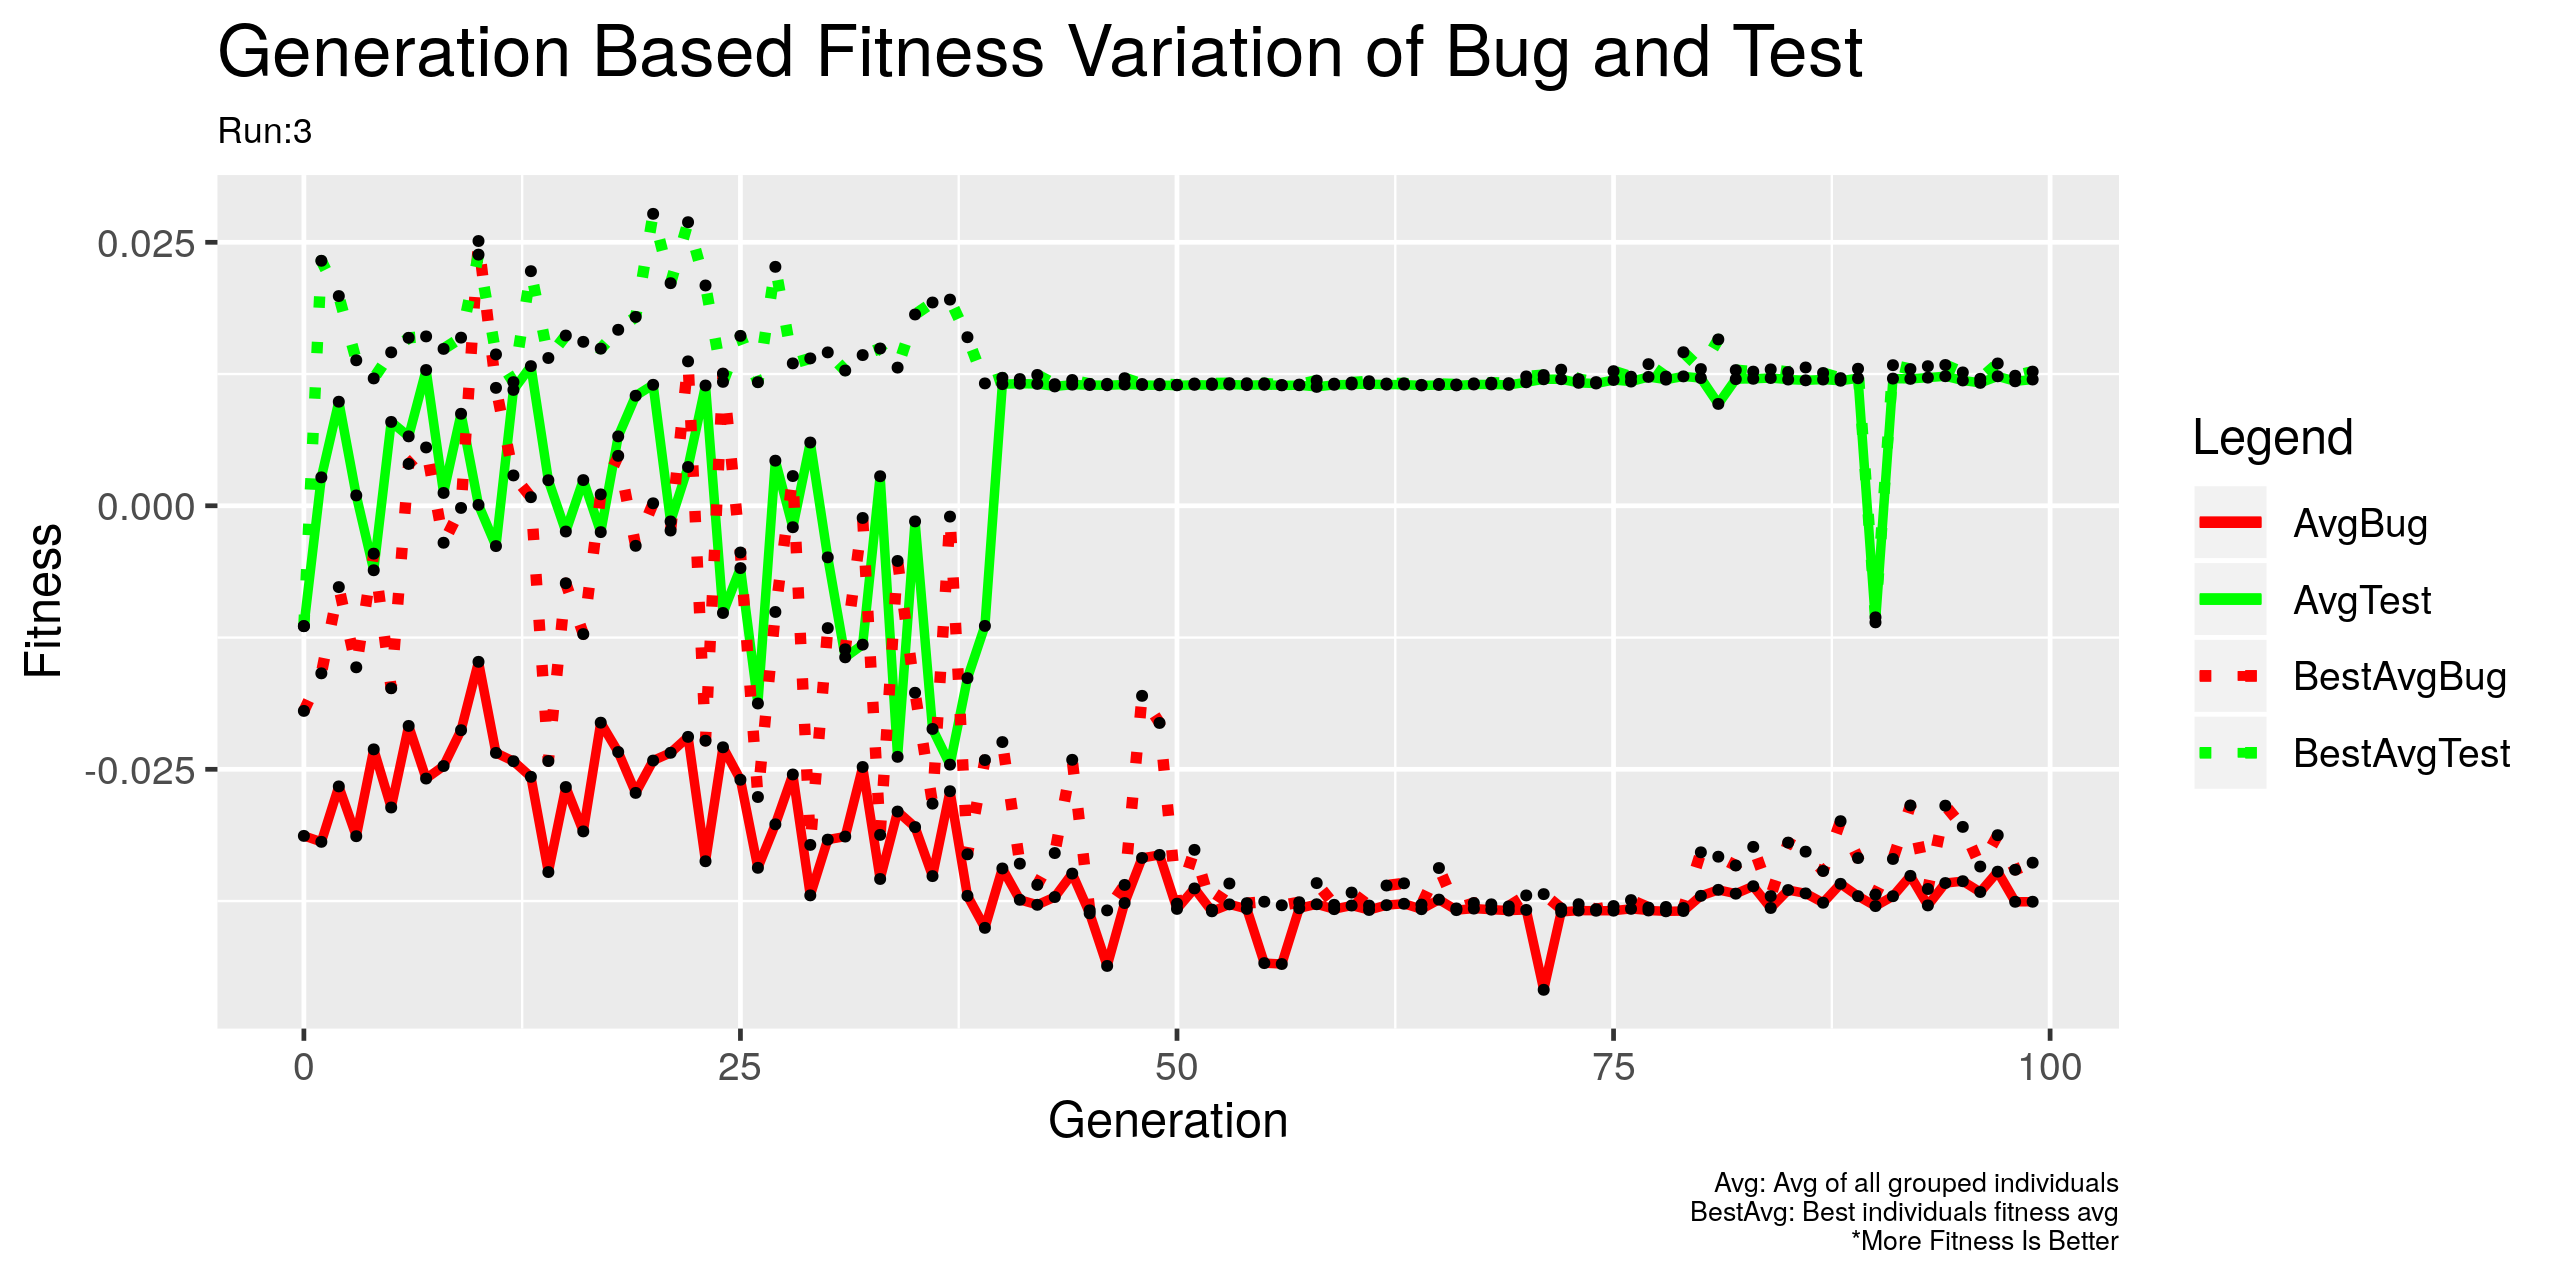 Generation Based Fitness Variation of Bug and Test
Run:3
0.025
0.000
-0.025
Fitness
0 25 50 75 100
Generation
Legend
AvgBug
AvgTest
BestAvgBug
BestAvgTest
Avg: Avg of all grouped individuals
BestAvg: Best individuals fitness avg
*More Fitness Is Better